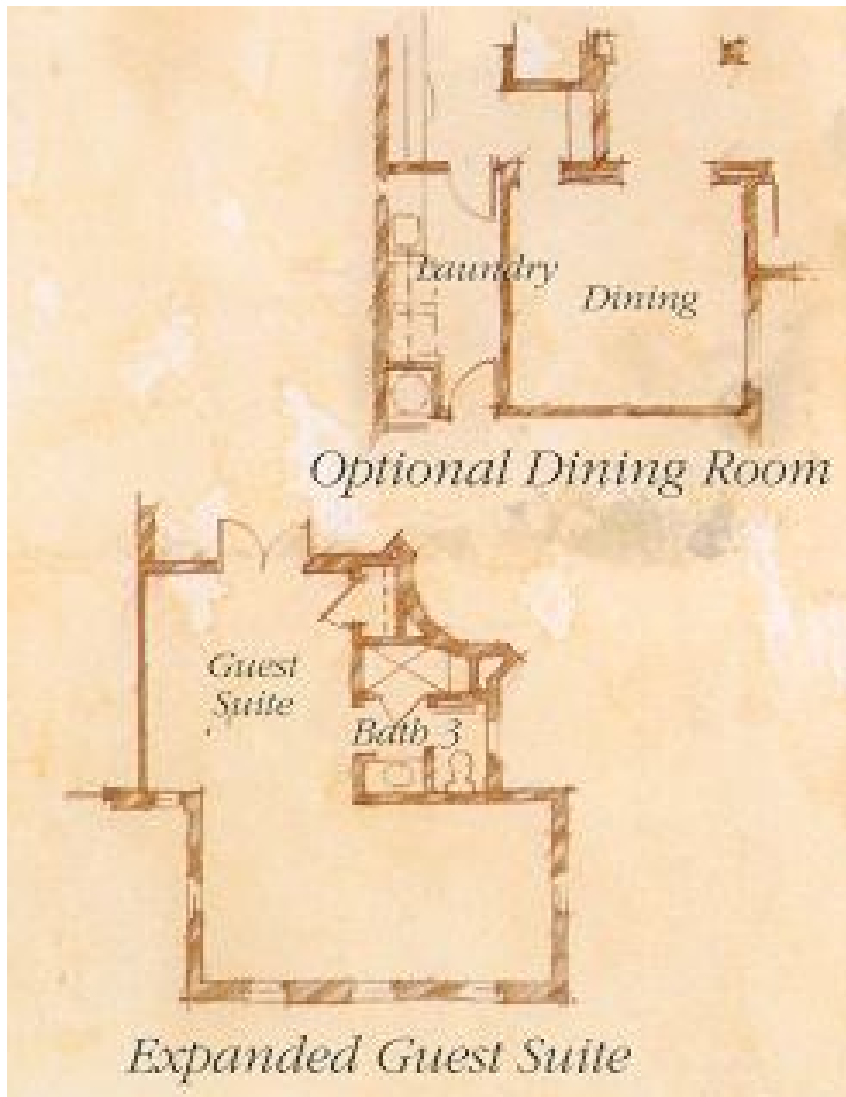 Laundry
Dining
Optional Dining Room
Guest
Suite
Bath 3
Expanded Guest Suite